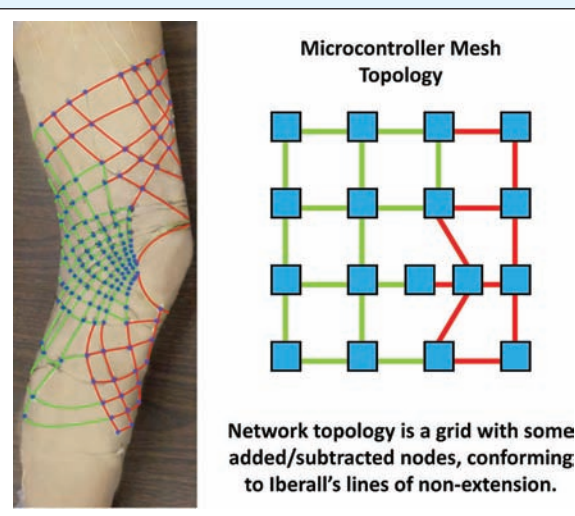 Microcontroller Mesh
Topology
Network topology is a grid with some
added/subtracted nodes, conforming
to Iberall's lines of non-extension.